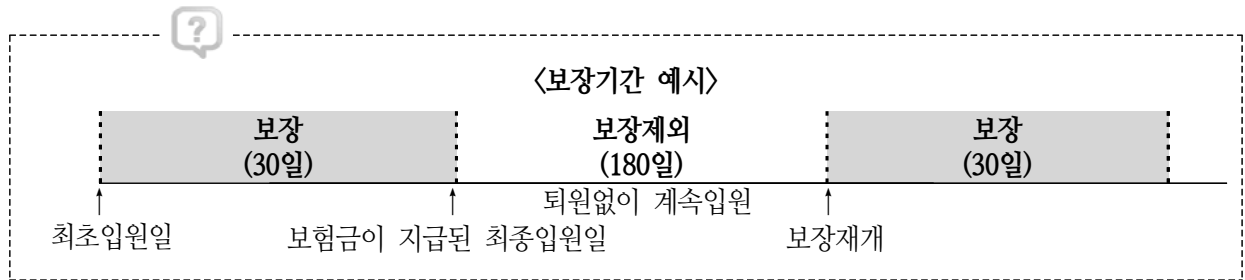 ?
〈보장기간 예시〉
보장 보장제외 보장
(30일) (180일) (30일)
퇴원없이 계속입원
최초입원일 보험금이 지급된 최종입원일 보장재개